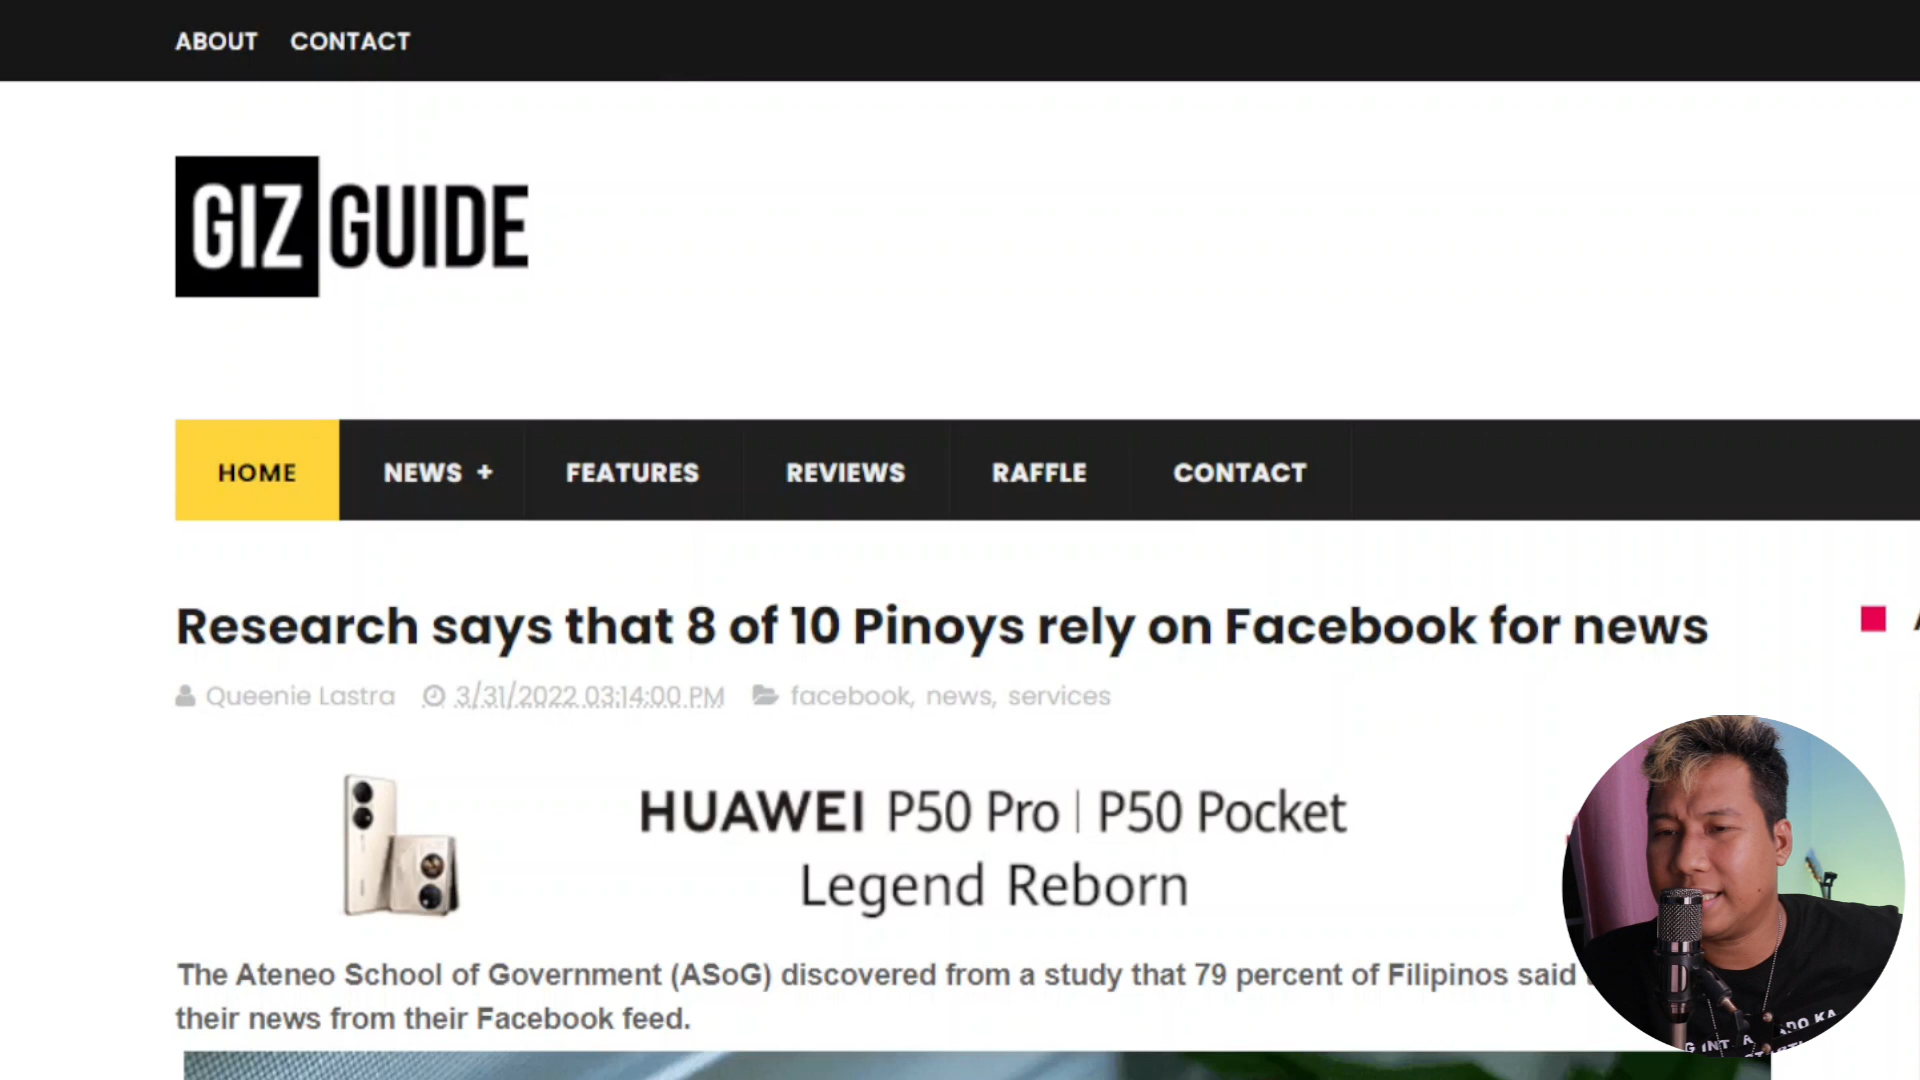 ABOUT CONTACT
GIZ GUIDE
HOME NEWS + FEATURES REVIEWS RAFFLE CONTACT
Research says that 8 of 10 Pinoys rely on Facebook for news
Queenie Lastra 3/31/2022 03:14:00 PM facebook, news, services
HUAWEI P50 Pro | P50 Pocket
Legend Reborn
The Ateneo School of Government (ASoG) discovered from a study that 79 percent of Filipinos said
their news from their Facebook feed.